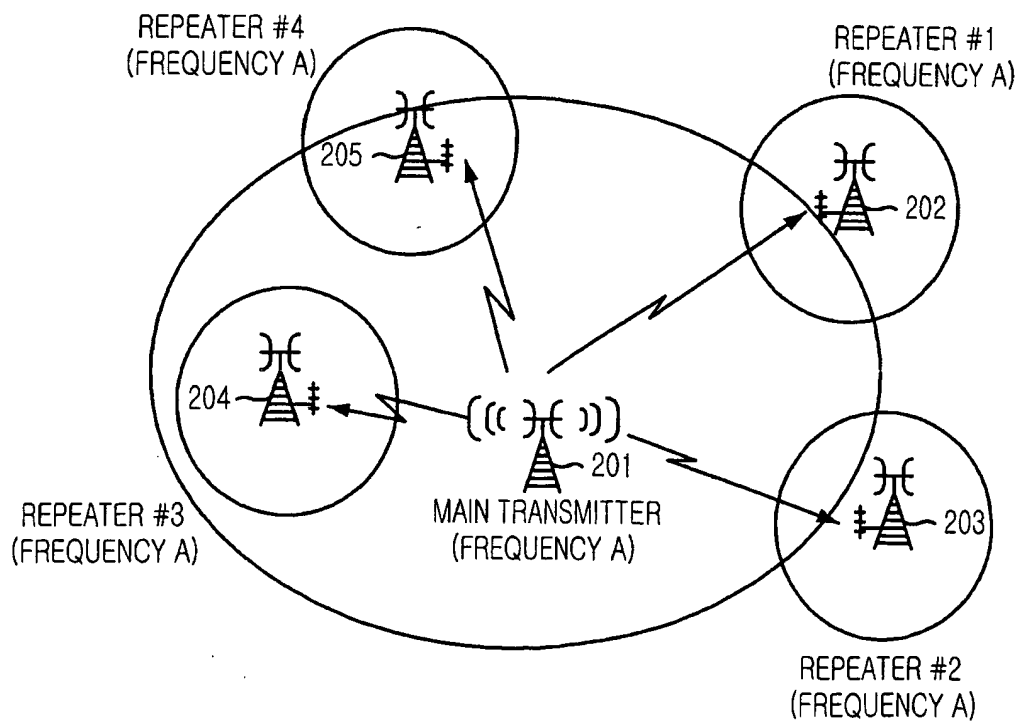 REPEATER #4
(FREQUENCY A)
REPEATER #1
(FREQUENCY A)
205
202
204
201
MAIN TRANSMITTER
(FREQUENCY A)
REPEATER #3
(FREQUENCY A)
203
REPEATER #2
(FREQUENCY A)